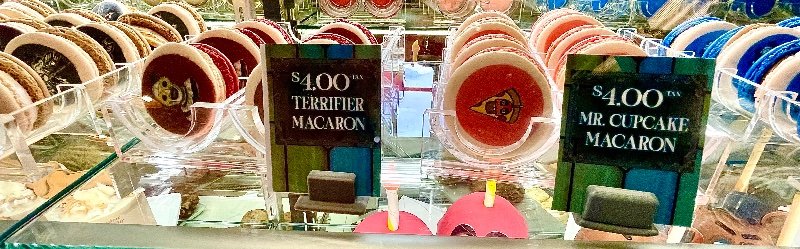 $4.00 TAX
TERRIFIER
MACARON
$4.00 TAX
MR. CUPCAKE
MACARON